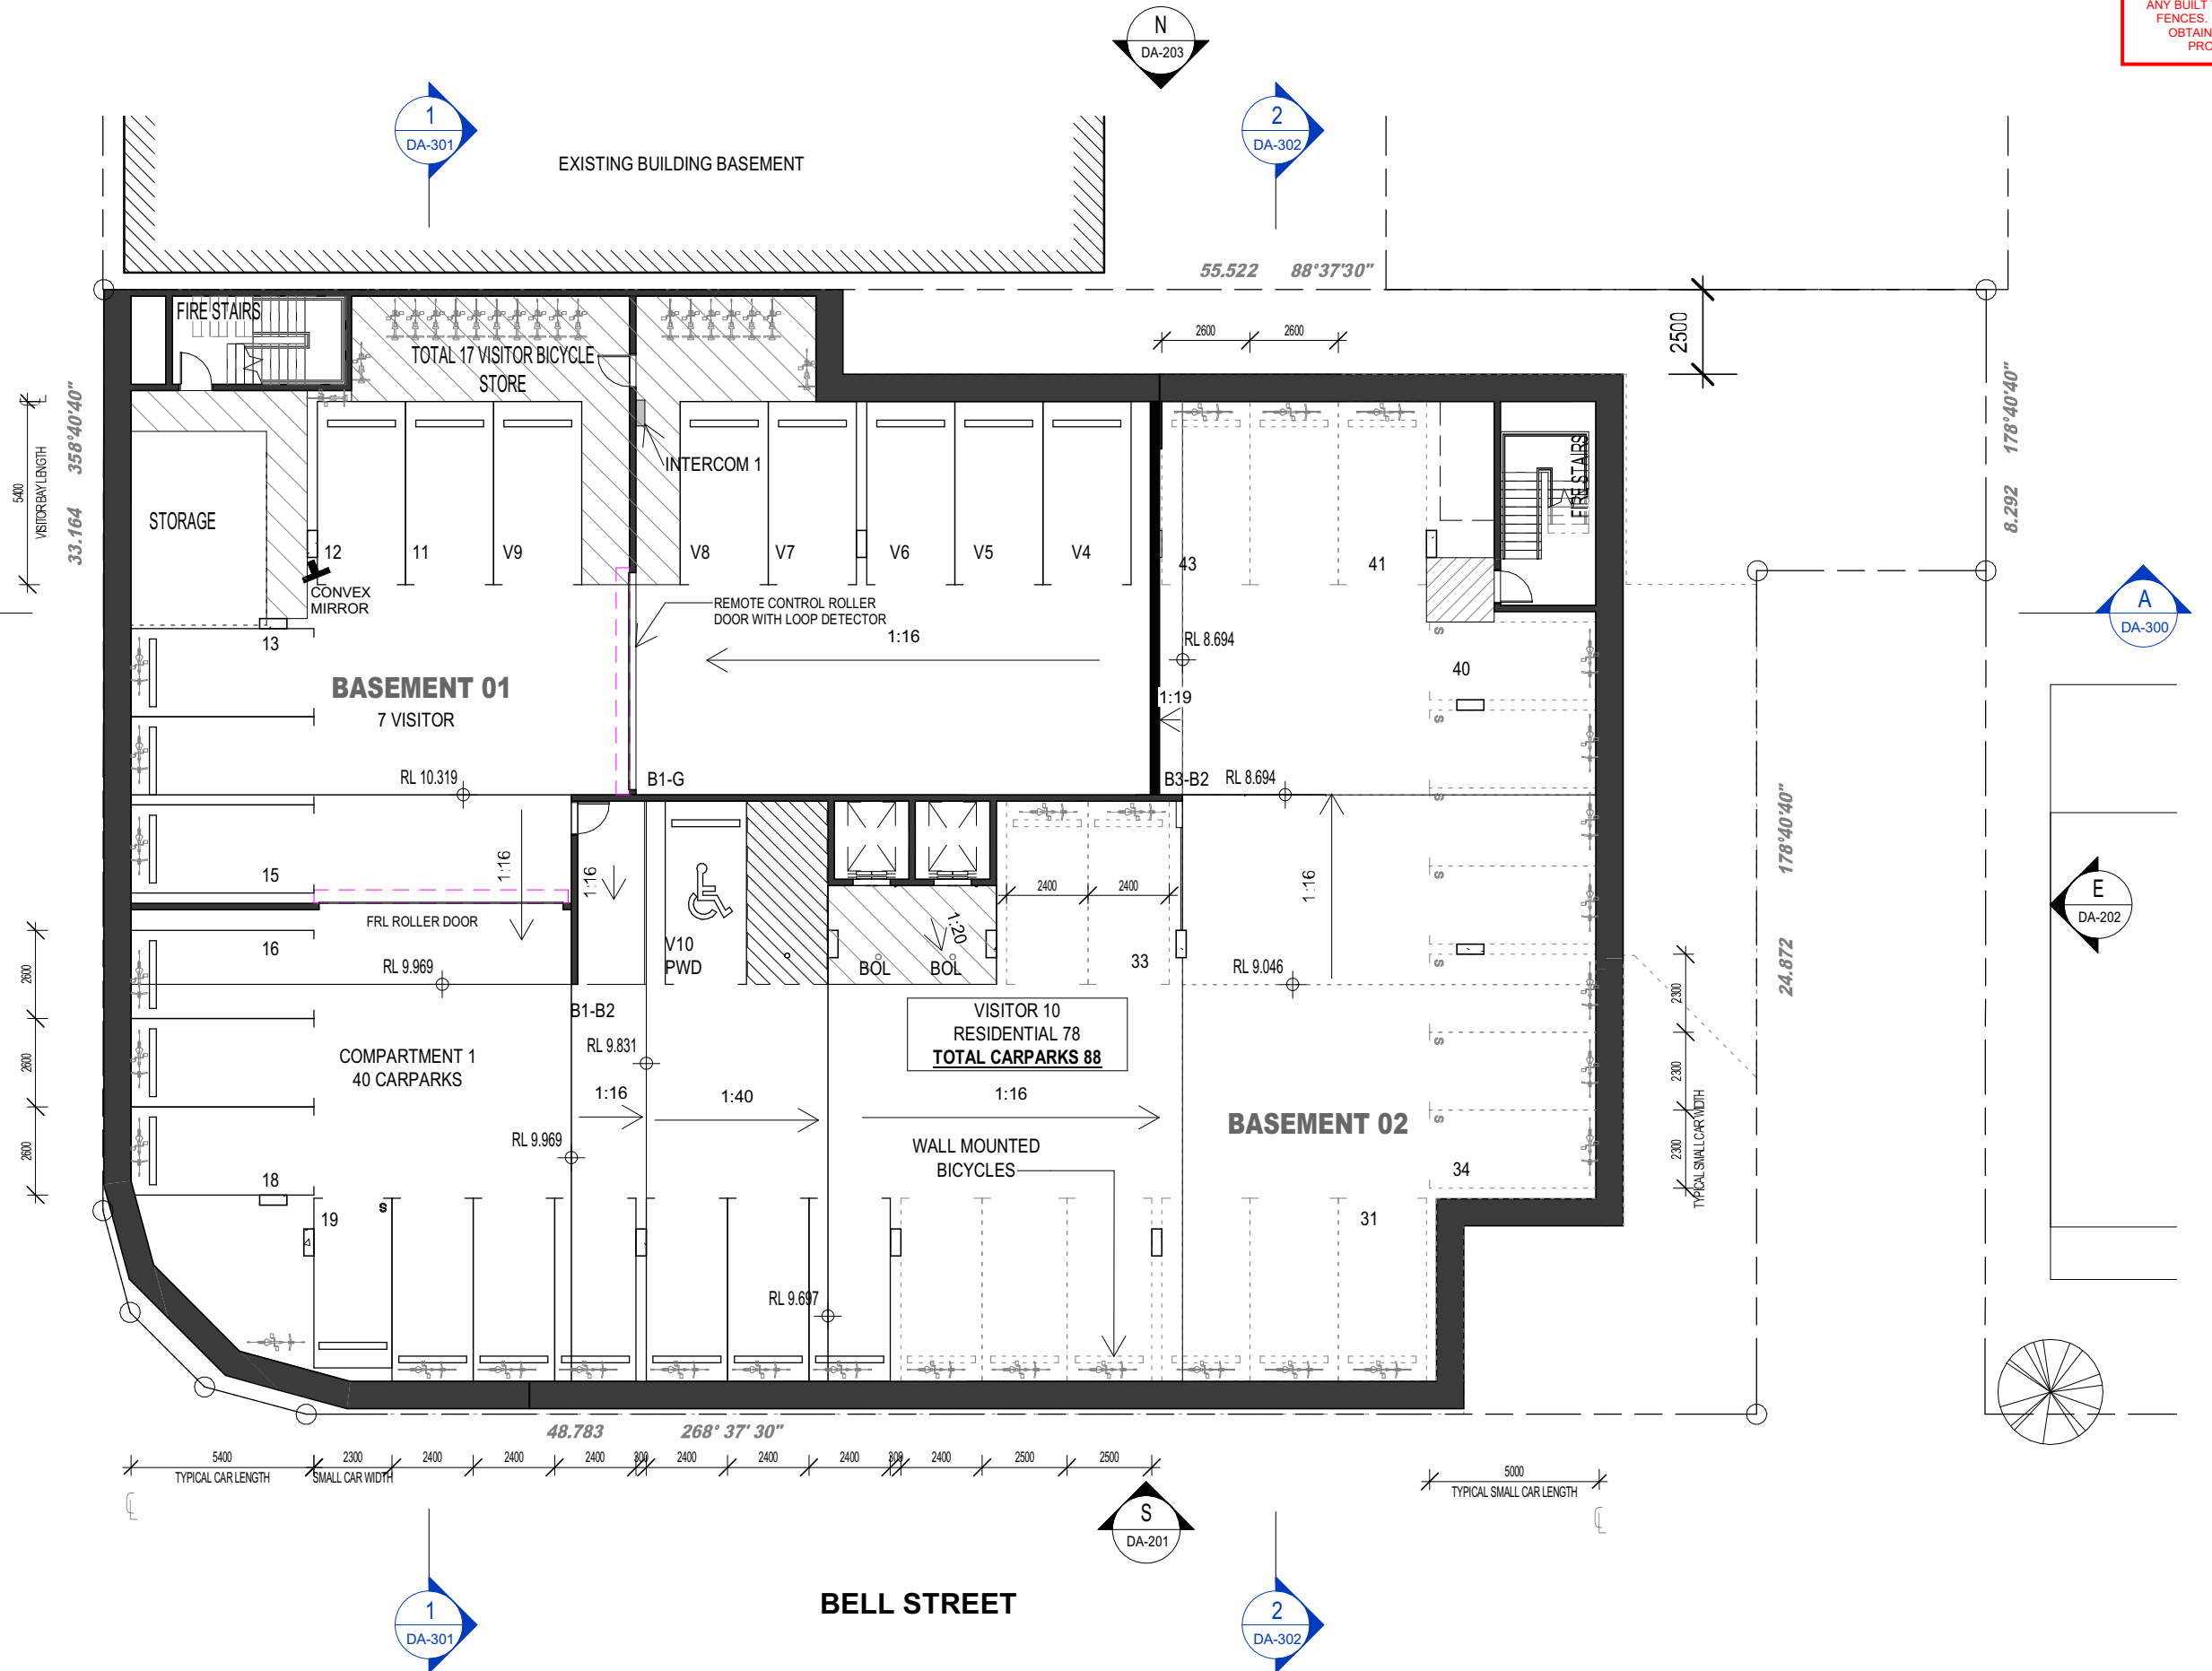 ANY BUILT
FENCES.
OBTAIN
PRO
N
DA-203
1
DA-301
2
DA-302
EXISTING BUILDING BASEMENT
55.522 88°37'30"
FIRE STAIRS
TOTAL 17 VISITOR BICYCLE
STORE
2600
2600
2500
5400
VISITOR BAY LENGTH
33.164 358°40'40"
8.292 178°40'40"
INTERCOM 1
FIRE STAIRS
STORAGE
12
11
V9
V8
V7
V6
V5
V4
43
41
CONVEX
MIRROR
REMOTE CONTROL ROLLER
DOOR WITH LOOP DETECTOR
1:16
A
DA-300
13
RL 8.694
S
40
BASEMENT 01
7 VISITOR
1:19
S
RL 10.319
B1-G
B3-B2
RL 8.694
S
15
1:16
1:16
2400
2400
1:16
S
24.872 178°40'40"
E
DA-202
FRL ROLLER DOOR
1:20
16
V10
PWD
BOL
BOL
33
S
RL 9.969
RL 9.046
2600
2600
2600
2300
2300
2300
TYPICAL SMALL CAR WIDTH
B1-B2
VISITOR 10
RESIDENTIAL 78
TOTAL CARPARKS 88
COMPARTMENT 1
40 CARPARKS
RL 9.831
S
1:16
1:40
1:16
BASEMENT 02
S
RL 9.969
WALL MOUNTED
BICYCLES
34
18
19
S
31
RL 9.697
48.783 268° 37' 30"
5400
TYPICAL CAR LENGTH
2300
SMALL CAR WIDTH
2400
2400
2400
300
2400
2400
2400
309
2400
2500
2500
5000
TYPICAL SMALL CAR LENGTH
S
DA-201
BELL STREET
1
DA-301
2
DA-302